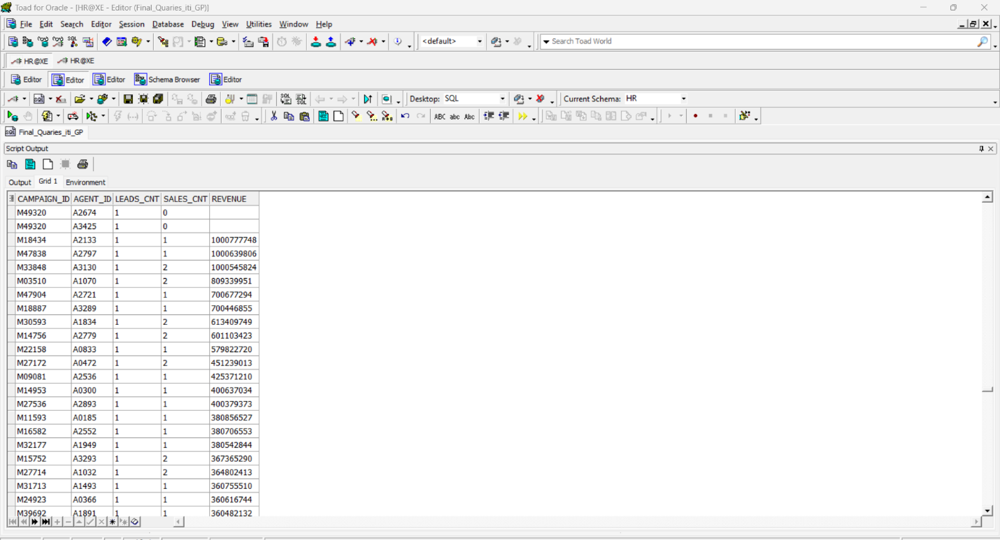 Toad for Oracle - [HR@XE - Editor (Final_Quaries_iti_GP)]
File Edit Search Editor Session Database Debug View Utilities Window Help
<default> Search Toad World
HR@XE HR@XE
Editor Editor Editor Schema Browser Editor
Desktop: SQL Current Schema: HR
ABC abc Abc
Final_Quaries_iti_GP
Script Output
Output Grid 1 Environment
CAMPAIGN_ID AGENT_ID LEADS_CNT SALES_CNT REVENUE
M49320 A2674 1 0
M49320 A3425 1 0
M18434 A2133 1 1 1000777748
M47838 A2797 1 1 1000639806
M33848 A3130 1 2 1000545824
M03510 A1070 1 2 809339951
M47904 A2721 1 1 700677294
M18887 A3289 1 1 700446855
M30593 A1834 1 2 613409749
M14756 A2779 1 2 601103423
M22158 A0833 1 1 579822720
M27172 A0472 1 2 451239013
M09081 A2536 1 1 425371210
M14953 A0300 1 1 400637034
M27536 A2893 1 1 400379373
M11593 A0185 1 1 380856527
M16582 A2552 1 1 380706553
M32177 A1949 1 1 380542844
M15752 A3293 1 2 367365290
M27714 A1032 1 2 364802413
M31713 A1493 1 1 360755510
M24923 A0366 1 1 360616744
M39692 A1891 1 1 360482132